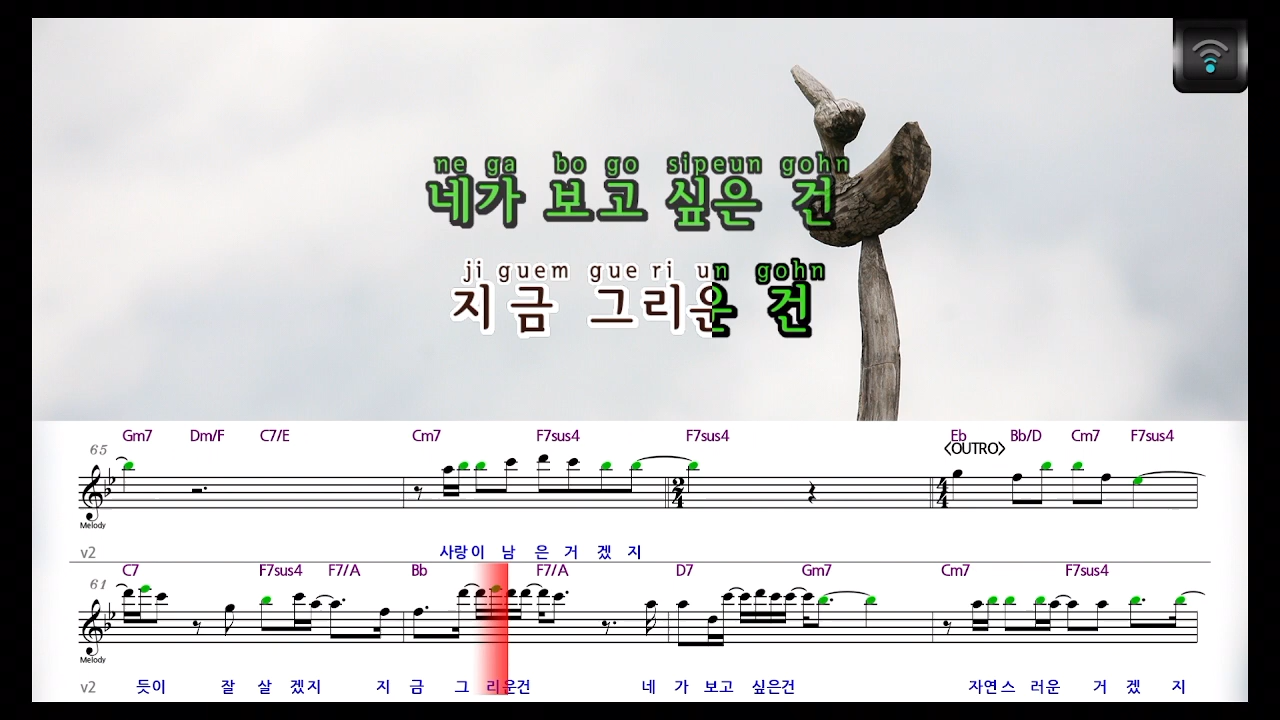 ne ga bo go sipeun gohn
네가 보고 싶은 건
ji guem gue ri un gohn
지금 그리운 건
Gm7 Dm/F C7/E Cm7 F7sus4 F7sus4 Eb Bb/D Cm7 F7sus4
65 <OUTRO>
2/4 4/4
Melody
v2 사랑이 남 은 거 겠 지
C7 F7sus4 F7/A Bb F7/A D7 Gm7 Cm7 F7sus4
61
Melody
v2 듯이 잘 살 겠지 지 금 그 리운건 네 가 보고 싶은건 자연스 러운 거 겠 지